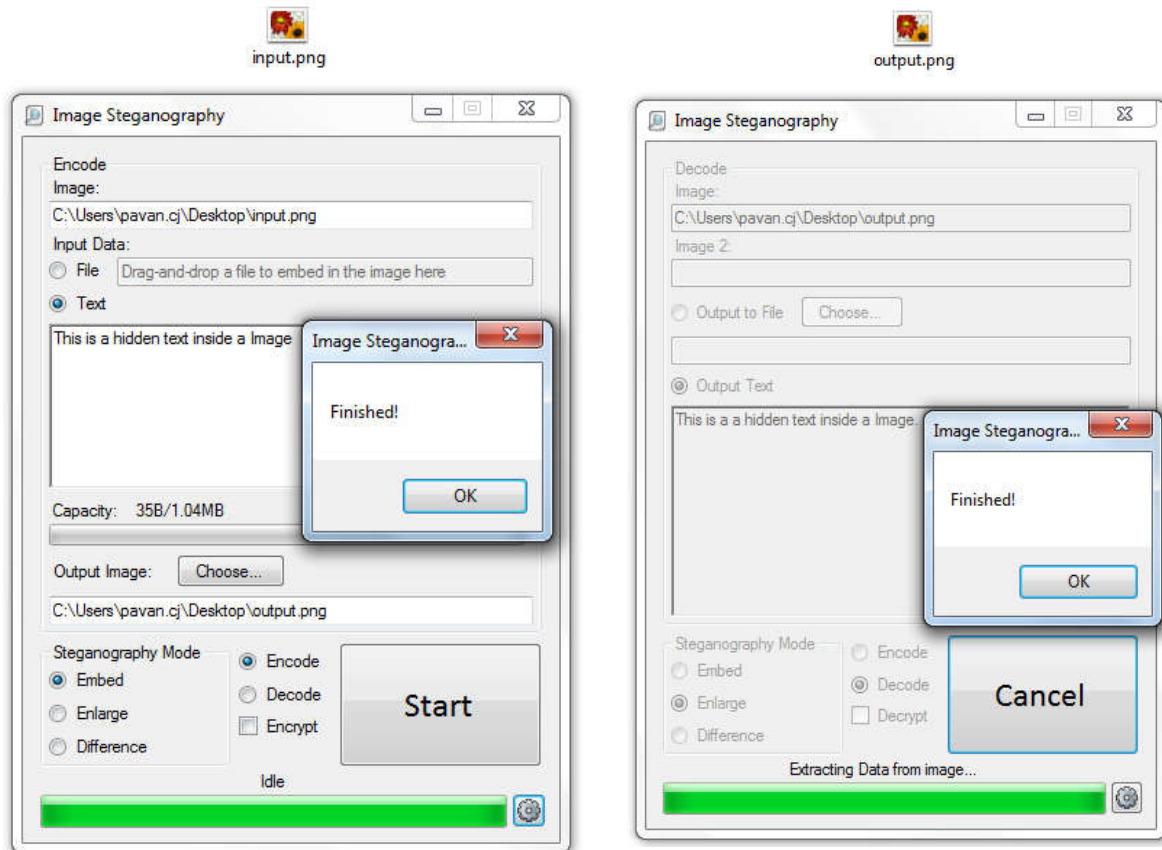 input.png
Image Steganography
Encode
Image:
C:\Users\pavan.cj\Desktop\input.png
Input Data:
File Drag-and-drop a file to embed in the image here
Text
This is a hidden text inside a Image
Image Steganogra...
Finished!
OK
Capacity: 35B/1.04MB
Output Image: Choose...
C:\Users\pavan.cj\Desktop\output.png
Steganography Mode
Embed
Enlarge
Difference
Encode
Decode
Encrypt
Start
Idle
output.png
Image Steganography
Decode
Image:
C:\Users\pavan.cj\Desktop\output.png
Image 2:
Output to File Choose...
Output Text
This is a a hidden text inside a Image.
Image Steganogra...
Finished!
OK
Steganography Mode
Embed
Enlarge
Difference
Encode
Decode
Decrypt
Cancel
Extracting Data from image...